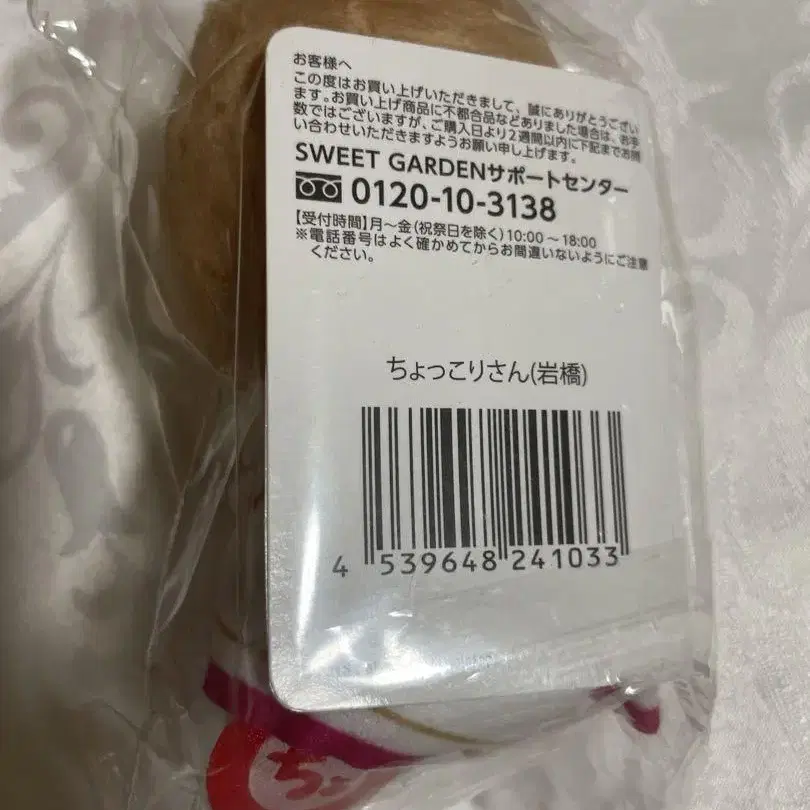 お客様へ
この度はお買い上げいただきまして、誠にありがとうござい
ます。お買い上げ商品に不都合品などありました場合は、お手
数ではございますが、ご購入日より2週間以内に下記までお問
い合わせいただきますようお願い申し上げます。
SWEET GARDENサポートセンター
0120-10-3138
【受付時間】月〜金(祝祭日を除く)10:00〜18:00
※電話番号はよく確かめてからお間違いないようにご注意
ください。
ちょっこりさん(岩橋)
4 539648 241033
ちょ